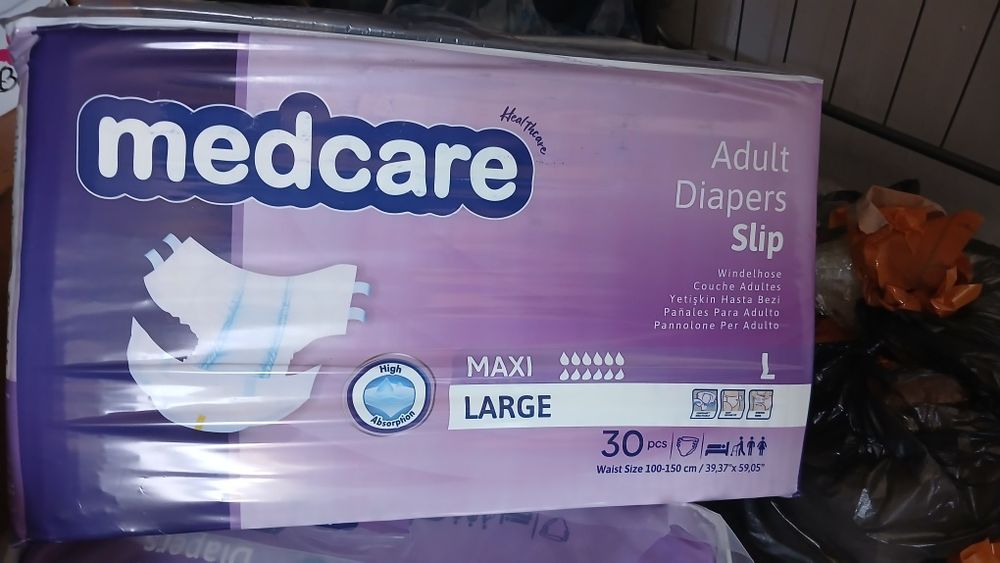 medcare
Healthcare
Adult
Diapers
Slip
Windelhose
Couche Adultes
Yetişkin Hasta Bezi
Pañales Para Adulto
Pannolone Per Adulto
High
Absorption
MAXI
L
LARGE
30 pcs
Waist Size 100-150 cm / 39,37"x 59,05"
Diapers